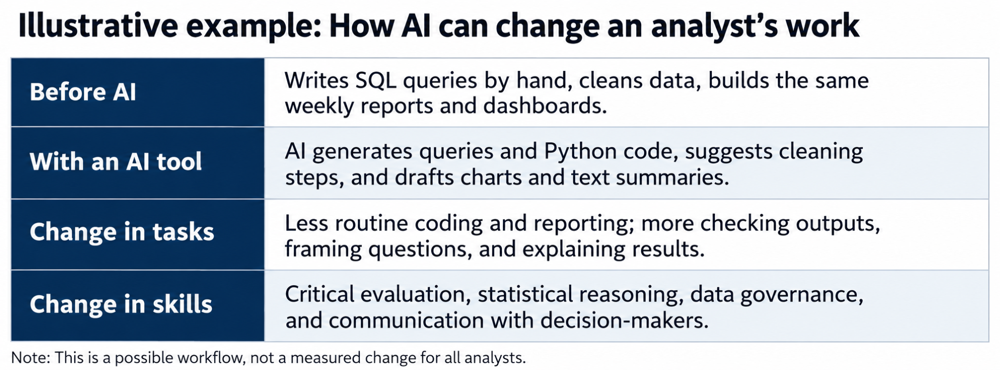 Illustrative example: How AI can change an analyst’s work
Before AI
Writes SQL queries by hand, cleans data, builds the same
weekly reports and dashboards.
With an AI tool
AI generates queries and Python code, suggests cleaning
steps, and drafts charts and text summaries.
Change in tasks
Less routine coding and reporting; more checking outputs,
framing questions, and explaining results.
Change in skills
Critical evaluation, statistical reasoning, data governance,
and communication with decision-makers.
Note: This is a possible workflow, not a measured change for all analysts.